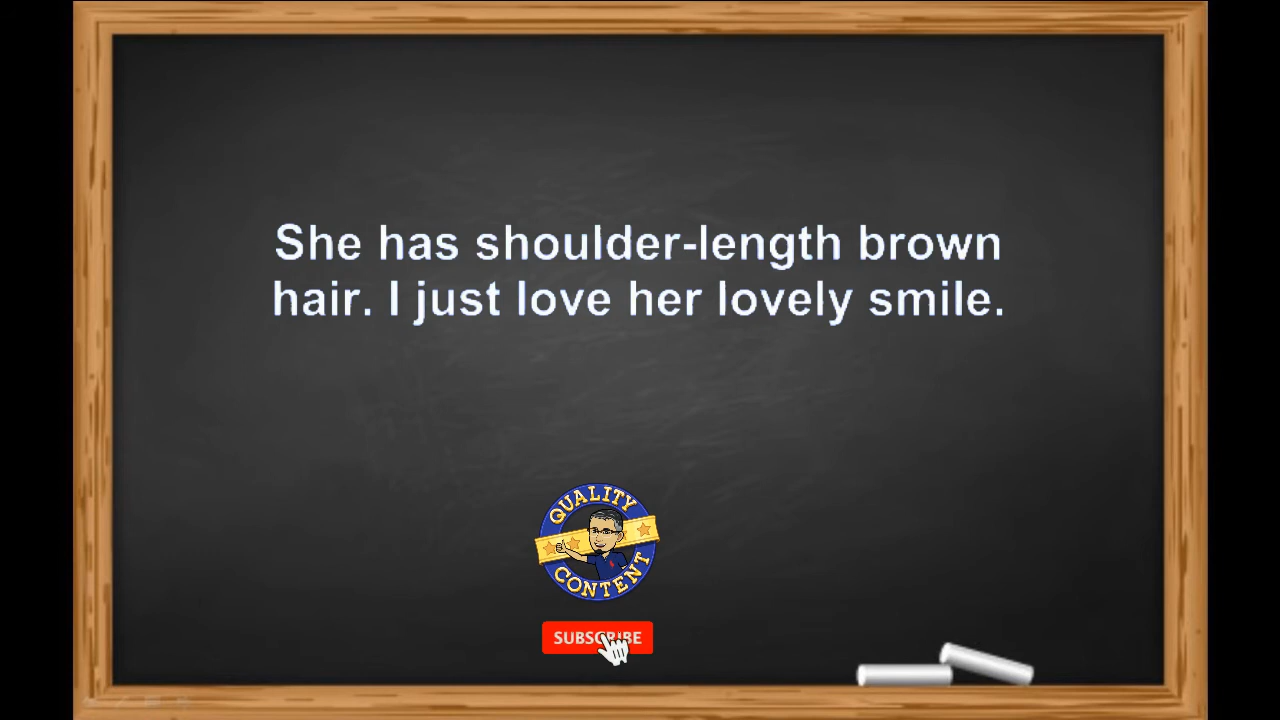 She has shoulder-length brown
hair. I just love her lovely smile.
QUALITY
CONTENT
SUBSCRIBE